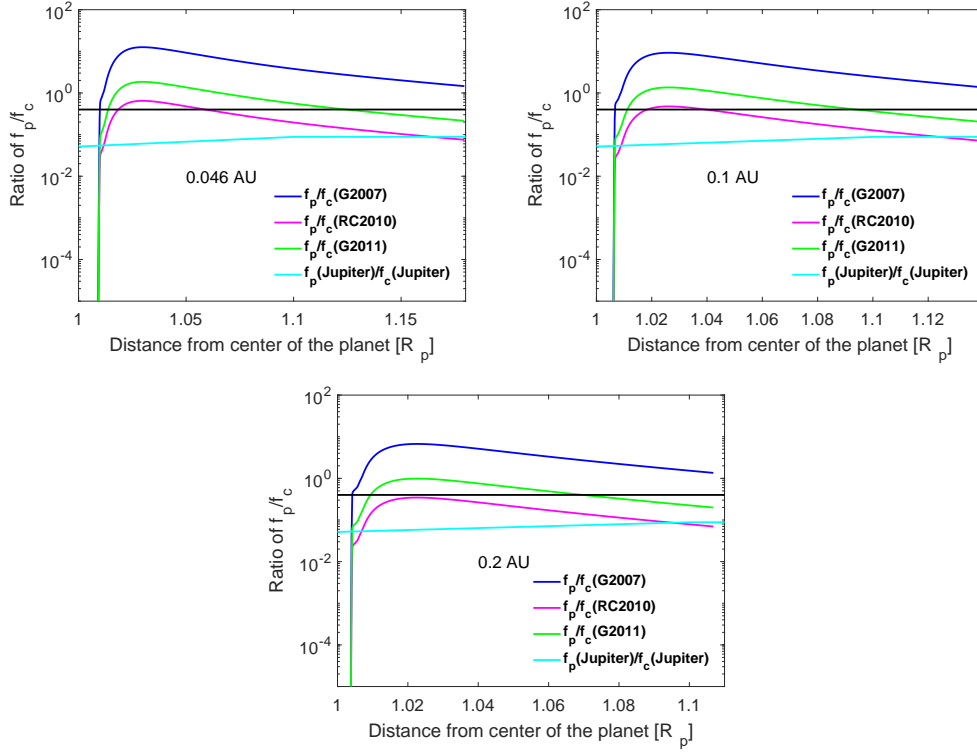 10^2
10^0
10^-2
10^-4
Ratio of f_p/f_c
0.046 AU
f_p/f_c(G2007)
f_p/f_c(RC2010)
f_p/f_c(G2011)
f_p(Jupiter)/f_c(Jupiter)
1 1.05 1.1 1.15
Distance from center of the planet [R_p]
10^2
10^0
10^-2
10^-4
Ratio of f_p/f_c
0.1 AU
f_p/f_c(G2007)
f_p/f_c(RC2010)
f_p/f_c(G2011)
f_p(Jupiter)/f_c(Jupiter)
1 1.02 1.04 1.06 1.08 1.1 1.12
Distance from center of the planet [R_p]
10^2
10^0
10^-2
10^-4
Ratio of f_p/f_c
0.2 AU
f_p/f_c(G2007)
f_p/f_c(RC2010)
f_p/f_c(G2011)
f_p(Jupiter)/f_c(Jupiter)
1 1.02 1.04 1.06 1.08 1.1
Distance from center of the planet [R_p]